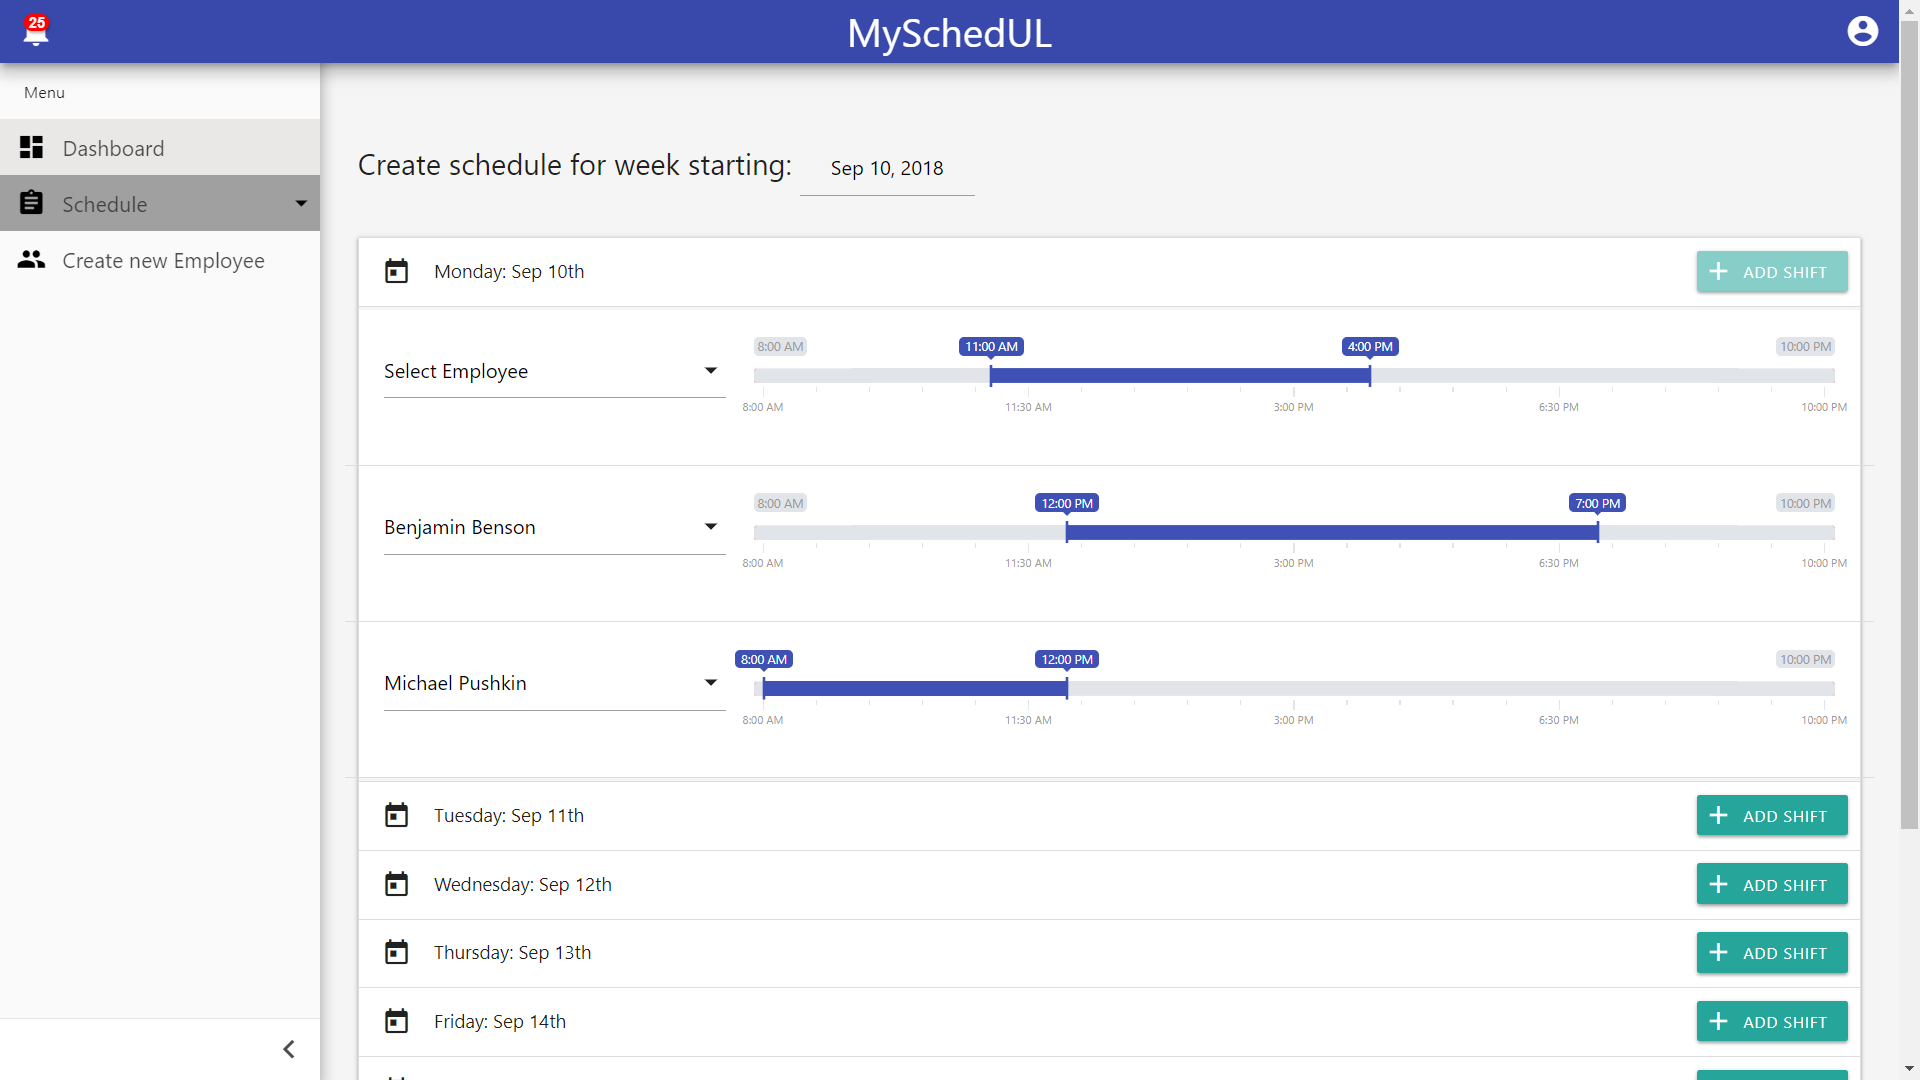 25
MySchedUL
Menu
Dashboard
Schedule
Create new Employee
Create schedule for week starting: Sep 10, 2018
Monday: Sep 10th
ADD SHIFT
8:00 AM 11:00 AM 4:00 PM 10:00 PM
Select Employee
8:00 AM 11:30 AM 3:00 PM 6:30 PM 10:00 PM
8:00 AM 12:00 PM 7:00 PM 10:00 PM
Benjamin Benson
8:00 AM 11:30 AM 3:00 PM 6:30 PM 10:00 PM
8:00 AM 12:00 PM 10:00 PM
Michael Pushkin
8:00 AM 11:30 AM 3:00 PM 6:30 PM 10:00 PM
Tuesday: Sep 11th
ADD SHIFT
Wednesday: Sep 12th
ADD SHIFT
Thursday: Sep 13th
ADD SHIFT
Friday: Sep 14th
ADD SHIFT